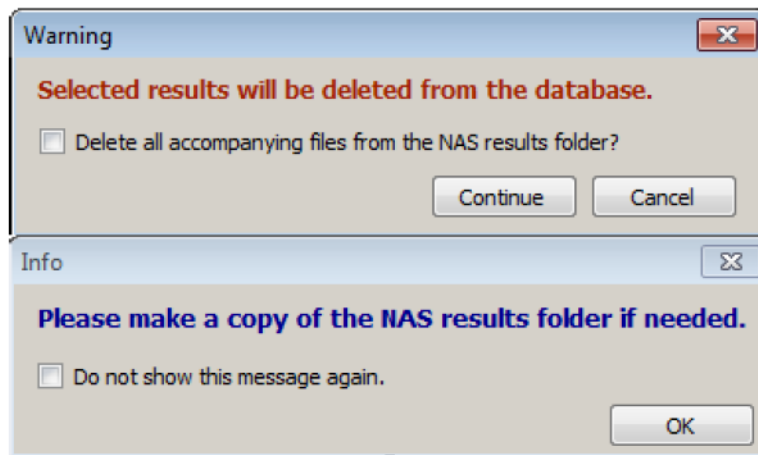 Warning
Selected results will be deleted from the database.
Delete all accompanying files from the NAS results folder?
Continue Cancel
Info
Please make a copy of the NAS results folder if needed.
Do not show this message again.
OK